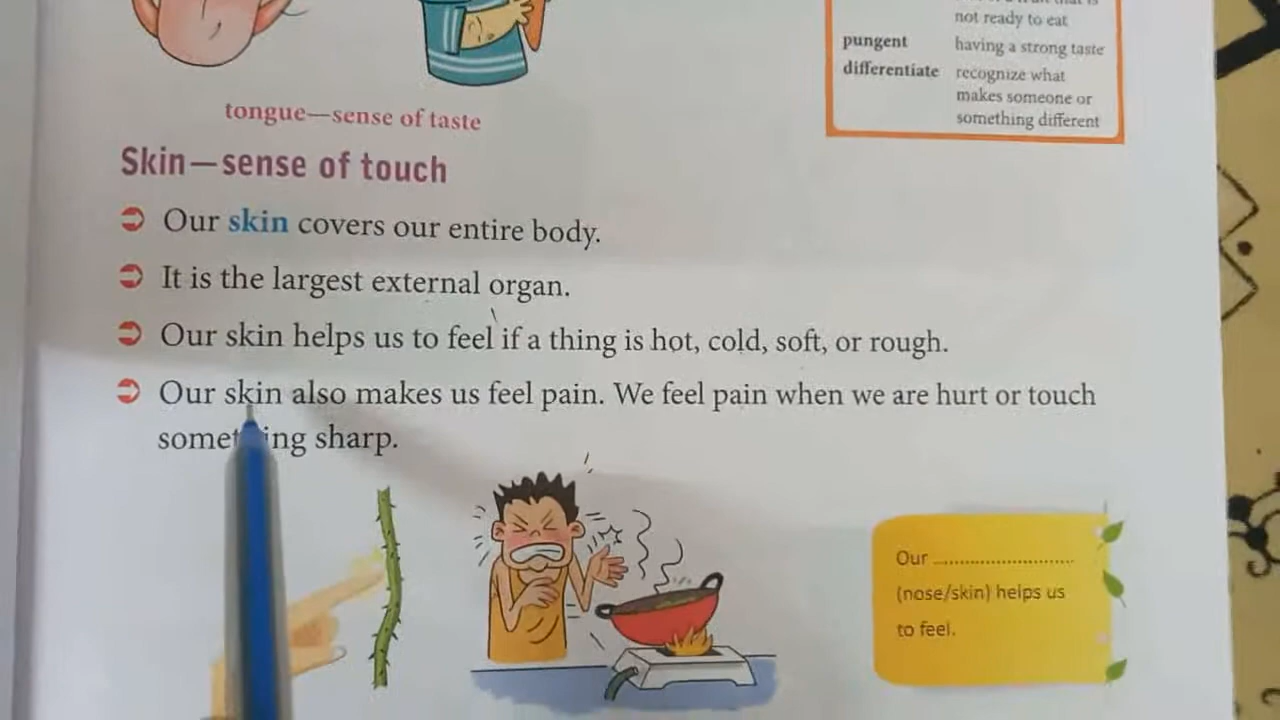 not ready to eat
pungent having a strong taste
differentiate recognize what
makes someone or
something different
tongue—sense of taste
Skin—sense of touch
Our skin covers our entire body.
It is the largest external organ.
Our skin helps us to feel if a thing is hot, cold, soft, or rough.
Our skin also makes us feel pain. We feel pain when we are hurt or touch
something sharp.
Our ..............................
(nose/skin) helps us
to feel.